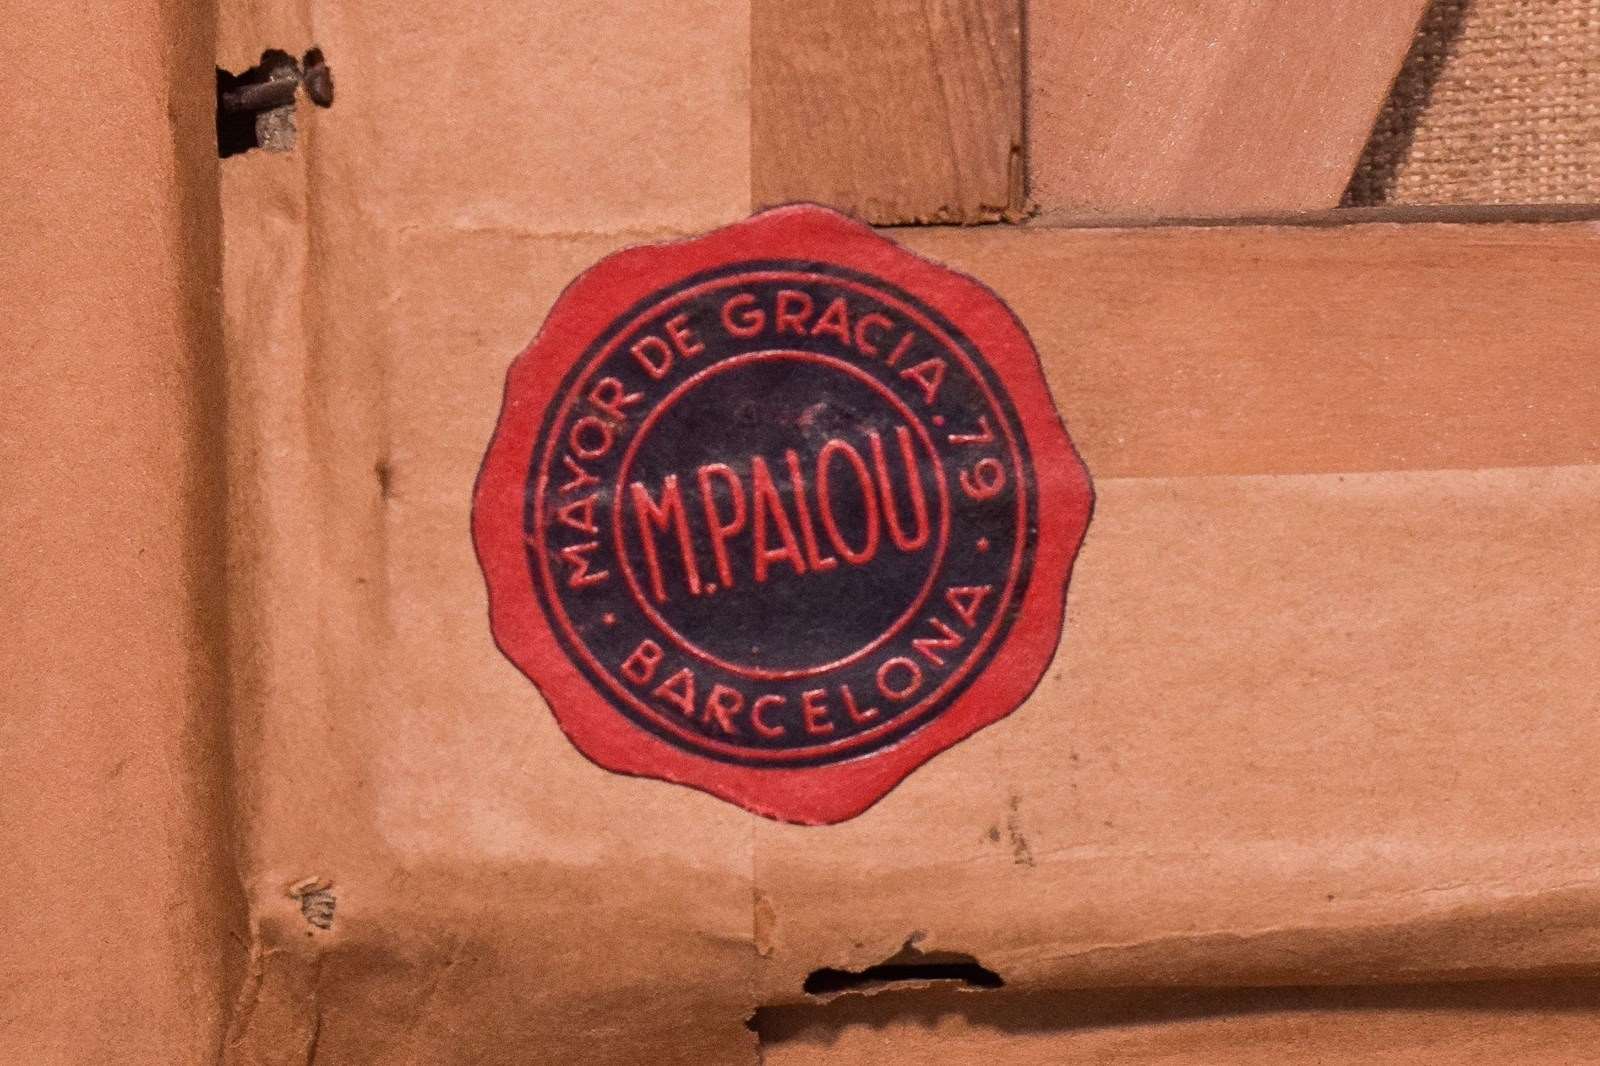 MAYOR DE GRACIA. 79
M. PALOU
· BARCELONA ·